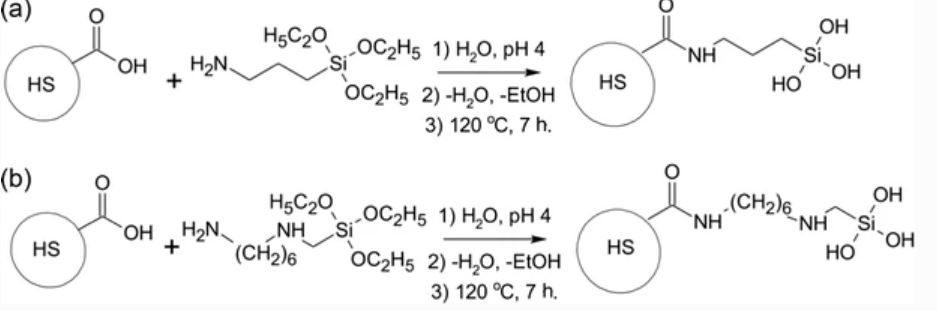 (a)
O
OH
HS
+
H₂N
H₅C₂O
Si
OC₂H₅
OC₂H₅
1) H₂O, pH 4
2) -H₂O, -EtOH
3) 120 ºC, 7 h.
O
HS
NH
Si
OH
OH
HO
(b)
O
OH
HS
+
H₂N
(CH₂)₆
NH
H₅C₂O
Si
OC₂H₅
OC₂H₅
1) H₂O, pH 4
2) -H₂O, -EtOH
3) 120 ºC, 7 h.
O
HS
NH
(CH₂)₆
NH
Si
OH
OH
HO